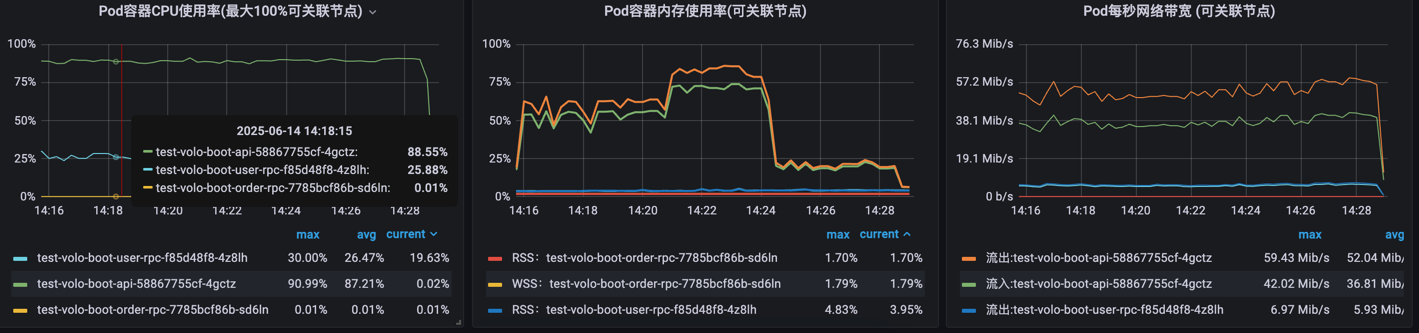 Pod容器CPU使用率(最大100%可关联节点)
100%
75%
50%
25%
0%
14:16
14:18
14:20
14:22
14:24
14:26
14:28
2025-06-14 14:18:15
test-volo-boot-api-58867755cf-4gctz: 88.55%
test-volo-boot-user-rpc-f85d48f8-4z8lh: 25.88%
test-volo-boot-order-rpc-7785bcf86b-sd6ln: 0.01%
max avg current
test-volo-boot-user-rpc-f85d48f8-4z8lh 30.00% 26.47% 19.63%
test-volo-boot-api-58867755cf-4gctz 90.99% 87.21% 0.02%
test-volo-boot-order-rpc-7785bcf86b-sd6ln 0.01% 0.01% 0.01%
Pod容器内存使用率(可关联节点)
100%
75%
50%
25%
0%
14:16
14:18
14:20
14:22
14:24
14:26
14:28
max current
RSS：test-volo-boot-order-rpc-7785bcf86b-sd6ln 1.70% 1.70%
WSS：test-volo-boot-order-rpc-7785bcf86b-sd6ln 1.79% 1.79%
RSS：test-volo-boot-user-rpc-f85d48f8-4z8lh 4.83% 3.95%
Pod每秒网络带宽 (可关联节点)
76.3 Mib/s
57.2 Mib/s
38.1 Mib/s
19.1 Mib/s
0 b/s
14:16
14:18
14:20
14:22
14:24
14:26
14:28
max avg
流出:test-volo-boot-api-58867755cf-4gctz 59.43 Mib/s 52.04 Mib/
流入:test-volo-boot-api-58867755cf-4gctz 42.02 Mib/s 36.81 Mib/
流出:test-volo-boot-user-rpc-f85d48f8-4z8lh 6.97 Mib/s 5.93 Mib/